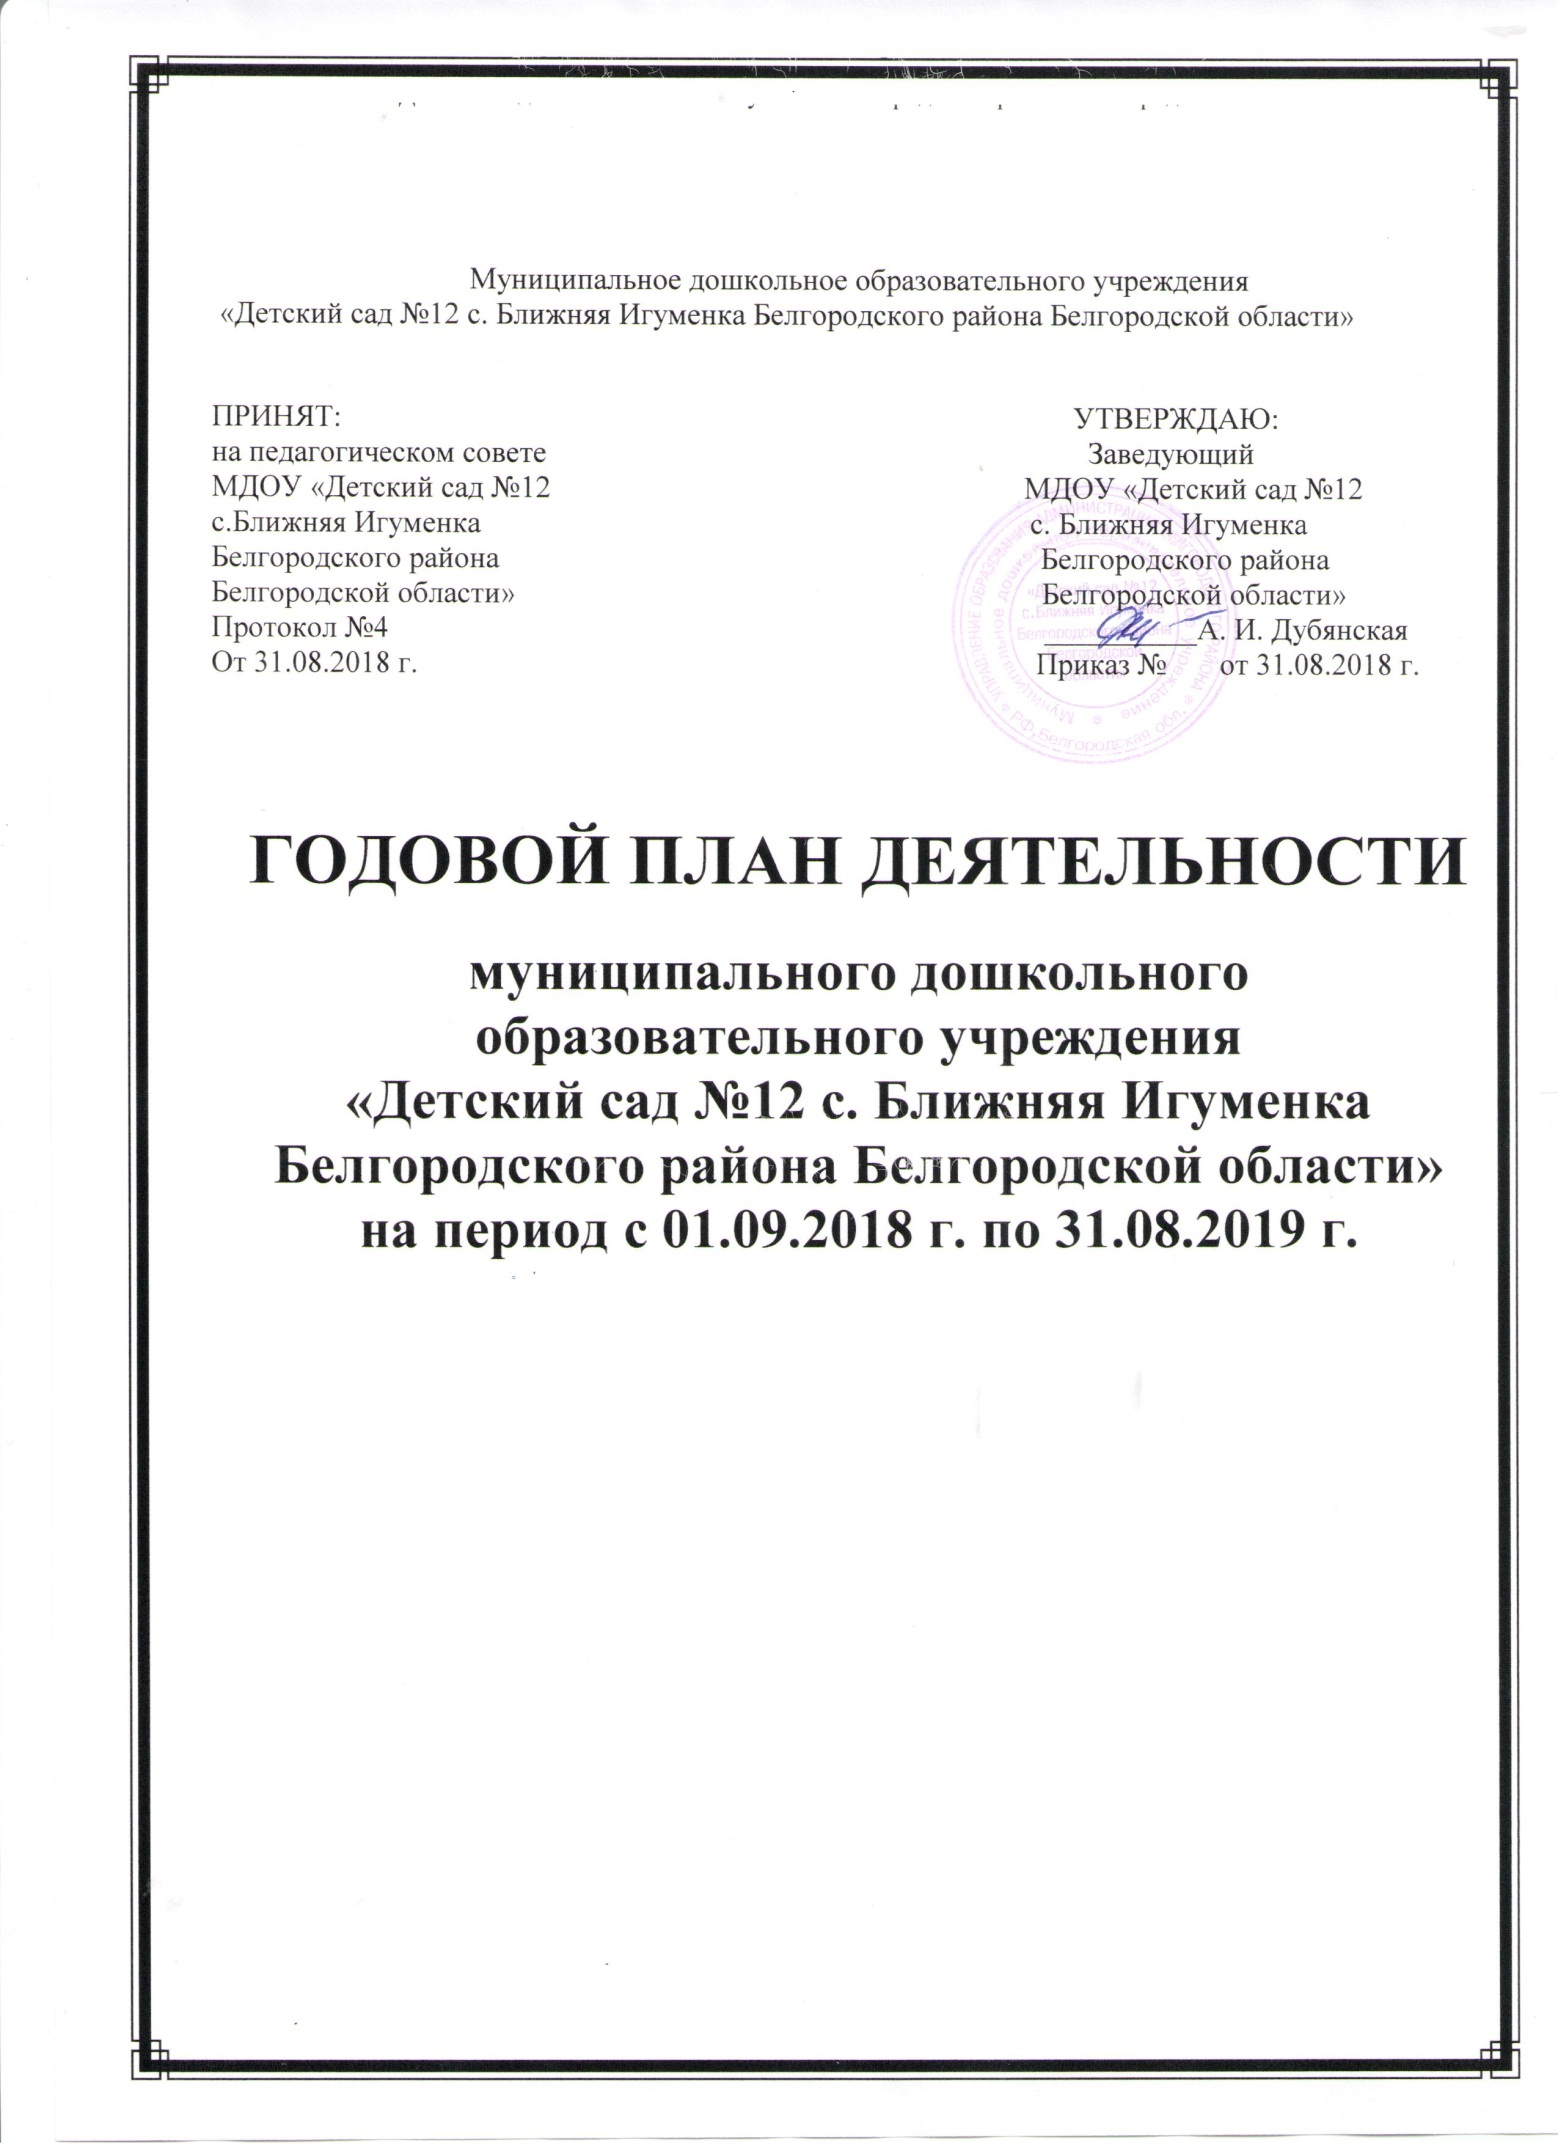 Муниципальное дошкольное образовательного учреждения
«Детский сад №12 с. Ближняя Игуменка Белгородского района Белгородской области»
ПРИНЯТ:
на педагогическом совете
МДОУ «Детский сад №12
с.Ближняя Игуменка
Белгородского района
Белгородской области»
Протокол №4
От 31.08.2018 г.
УТВЕРЖДАЮ:
Заведующий
МДОУ «Детский сад №12
с. Ближняя Игуменка
Белгородского района
Белгородской области»
__________А. И. Дубянская
Приказ № от 31.08.2018 г.
ГОДОВОЙ ПЛАН ДЕЯТЕЛЬНОСТИ
муниципального дошкольного
образовательного учреждения
«Детский сад №12 с. Ближняя Игуменка
Белгородского района Белгородской области»
на период с 01.09.2018 г. по 31.08.2019 г.